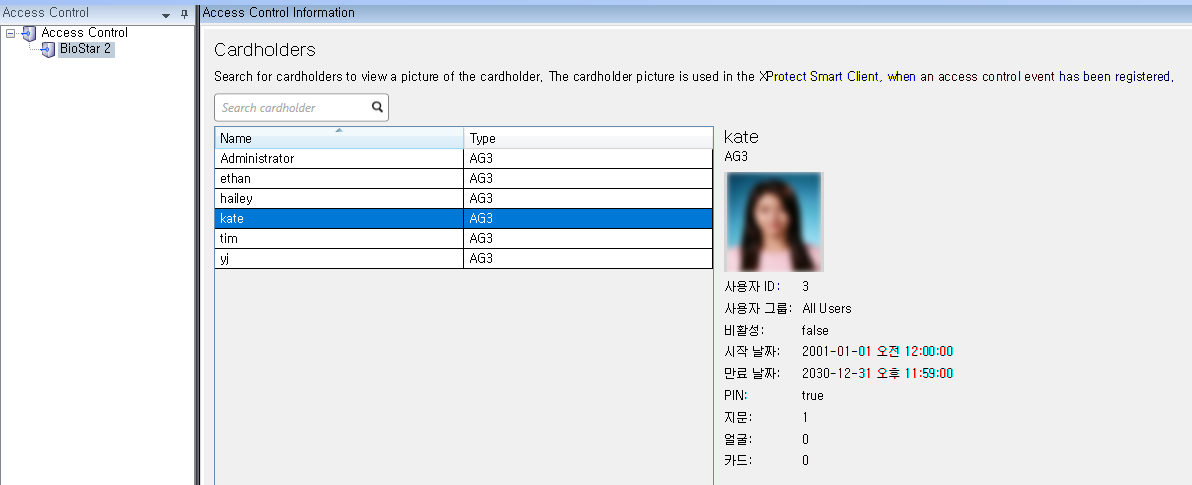 Access Control
Access Control Information
Access Control
BioStar 2
Cardholders
Search for cardholders to view a picture of the cardholder, The cardholder picture is used in the XProtect Smart Client, when an access control event has been registered,
Search cardholder
Name Type
Administrator AG3
ethan AG3
hailey AG3
kate AG3
tim AG3
yj AG3
kate
AG3
사용자 ID: 3
사용자 그룹: All Users
비활성: false
시작 날짜: 2001-01-01 오전 12:00:00
만료 날짜: 2030-12-31 오후 11:59:00
PIN: true
지문: 1
얼굴: 0
카드: 0